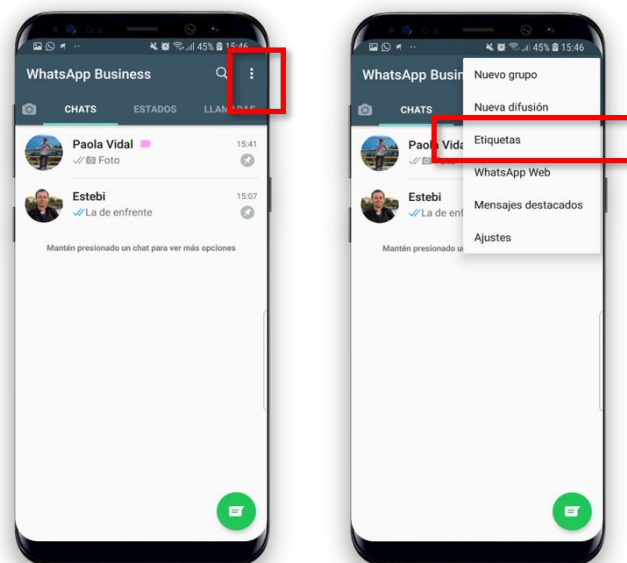 45% 15:46
WhatsApp Business
CHATS ESTADOS LLAMADAS
Paola Vidal 15:41
Foto
Estebi 15:07
La de enfrente
Mantén presionado un chat para ver más opciones
45% 15:46
WhatsApp Busin
CHATS
Paola Vida
Foto
Estebi
La de enf
Mantén presionado u
Nuevo grupo
Nueva difusión
Etiquetas
WhatsApp Web
Mensajes destacados
Ajustes